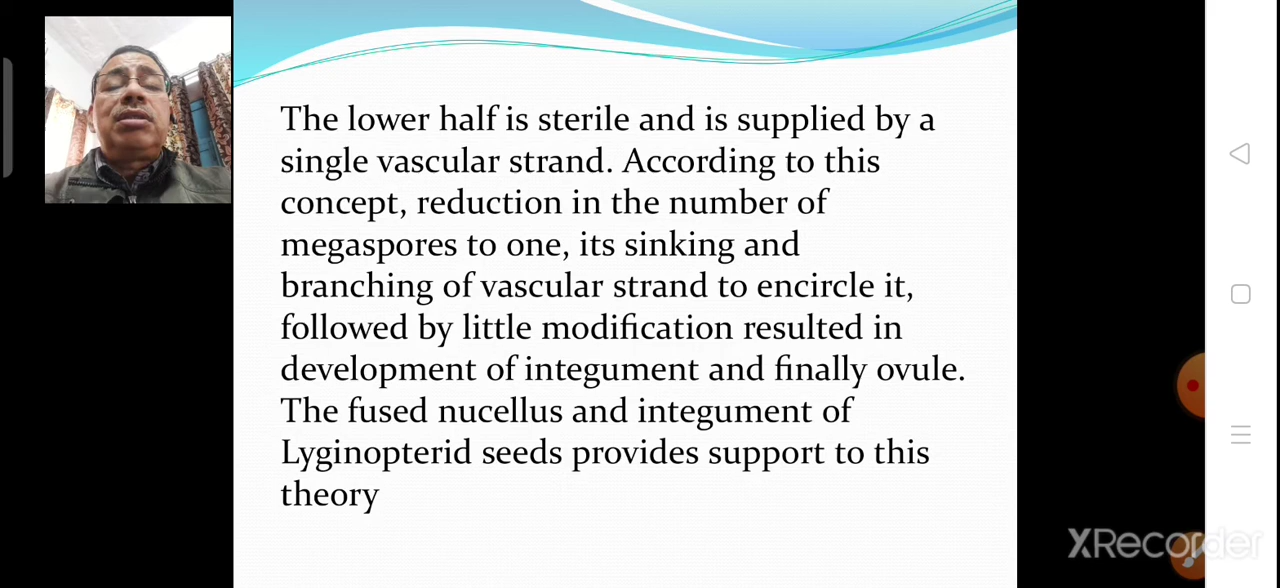 The lower half is sterile and is supplied by a
single vascular strand. According to this
concept, reduction in the number of
megaspores to one, its sinking and
branching of vascular strand to encircle it,
followed by little modification resulted in
development of integument and finally ovule.
The fused nucellus and integument of
Lyginopterid seeds provides support to this
theory
XRecorder